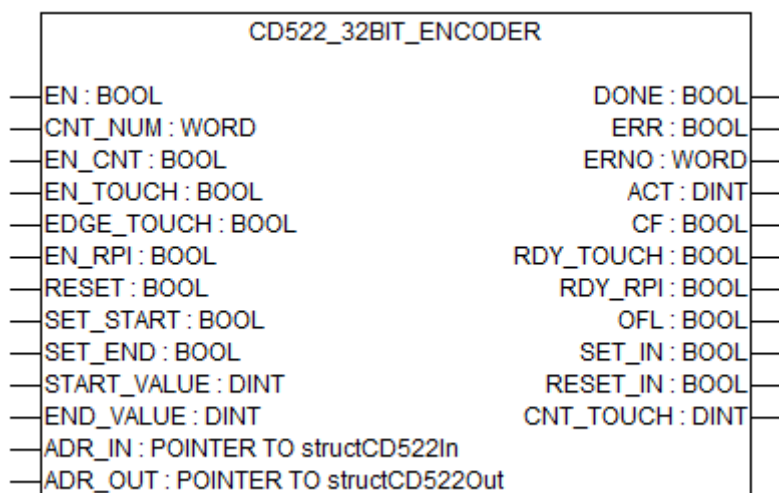 CD522_32BIT_ENCODER
EN : BOOL DONE : BOOL
CNT_NUM : WORD ERR : BOOL
EN_CNT : BOOL ERNO : WORD
EN_TOUCH : BOOL ACT : DINT
EDGE_TOUCH : BOOL CF : BOOL
EN_RPI : BOOL RDY_TOUCH : BOOL
RESET : BOOL RDY_RPI : BOOL
SET_START : BOOL OFL : BOOL
SET_END : BOOL SET_IN : BOOL
START_VALUE : DINT RESET_IN : BOOL
END_VALUE : DINT CNT_TOUCH : DINT
ADR_IN : POINTER TO structCD522In
ADR_OUT : POINTER TO structCD522Out